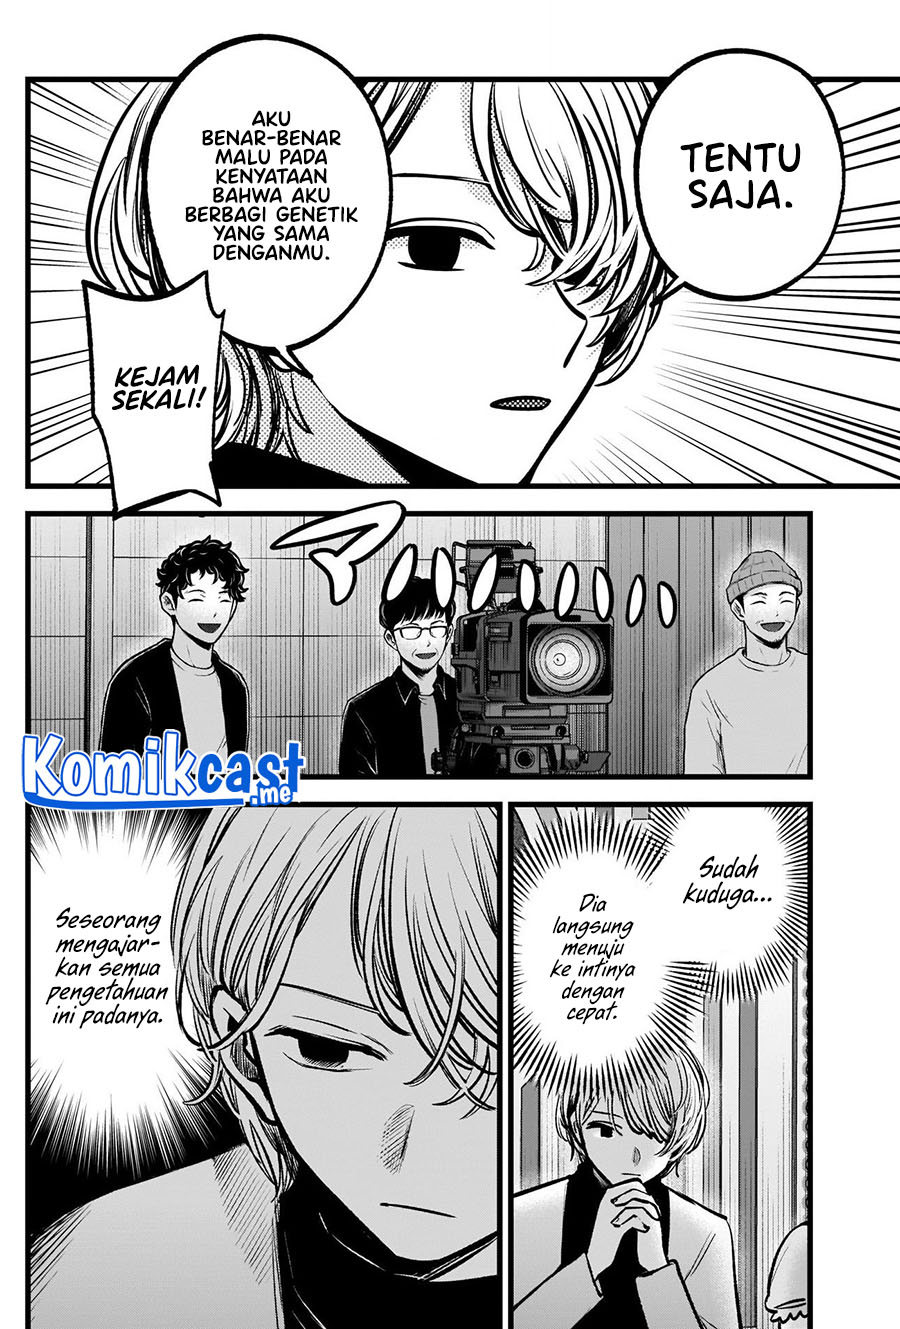 TENTU
SAJA.
AKU
BENAR-BENAR
MALU PADA
KENYATAAN
BAHWA AKU
BERBAGI GENETIK
YANG SAMA
DENGANMU.
KEJAM
SEKALI!
Komikcast
.me
Sudah
kuduga...
Dia
langsung
menuju
ke intinya
dengan
cepat.
Seseorang
mengajar-
kan semua
pengetahuan
ini padanya.